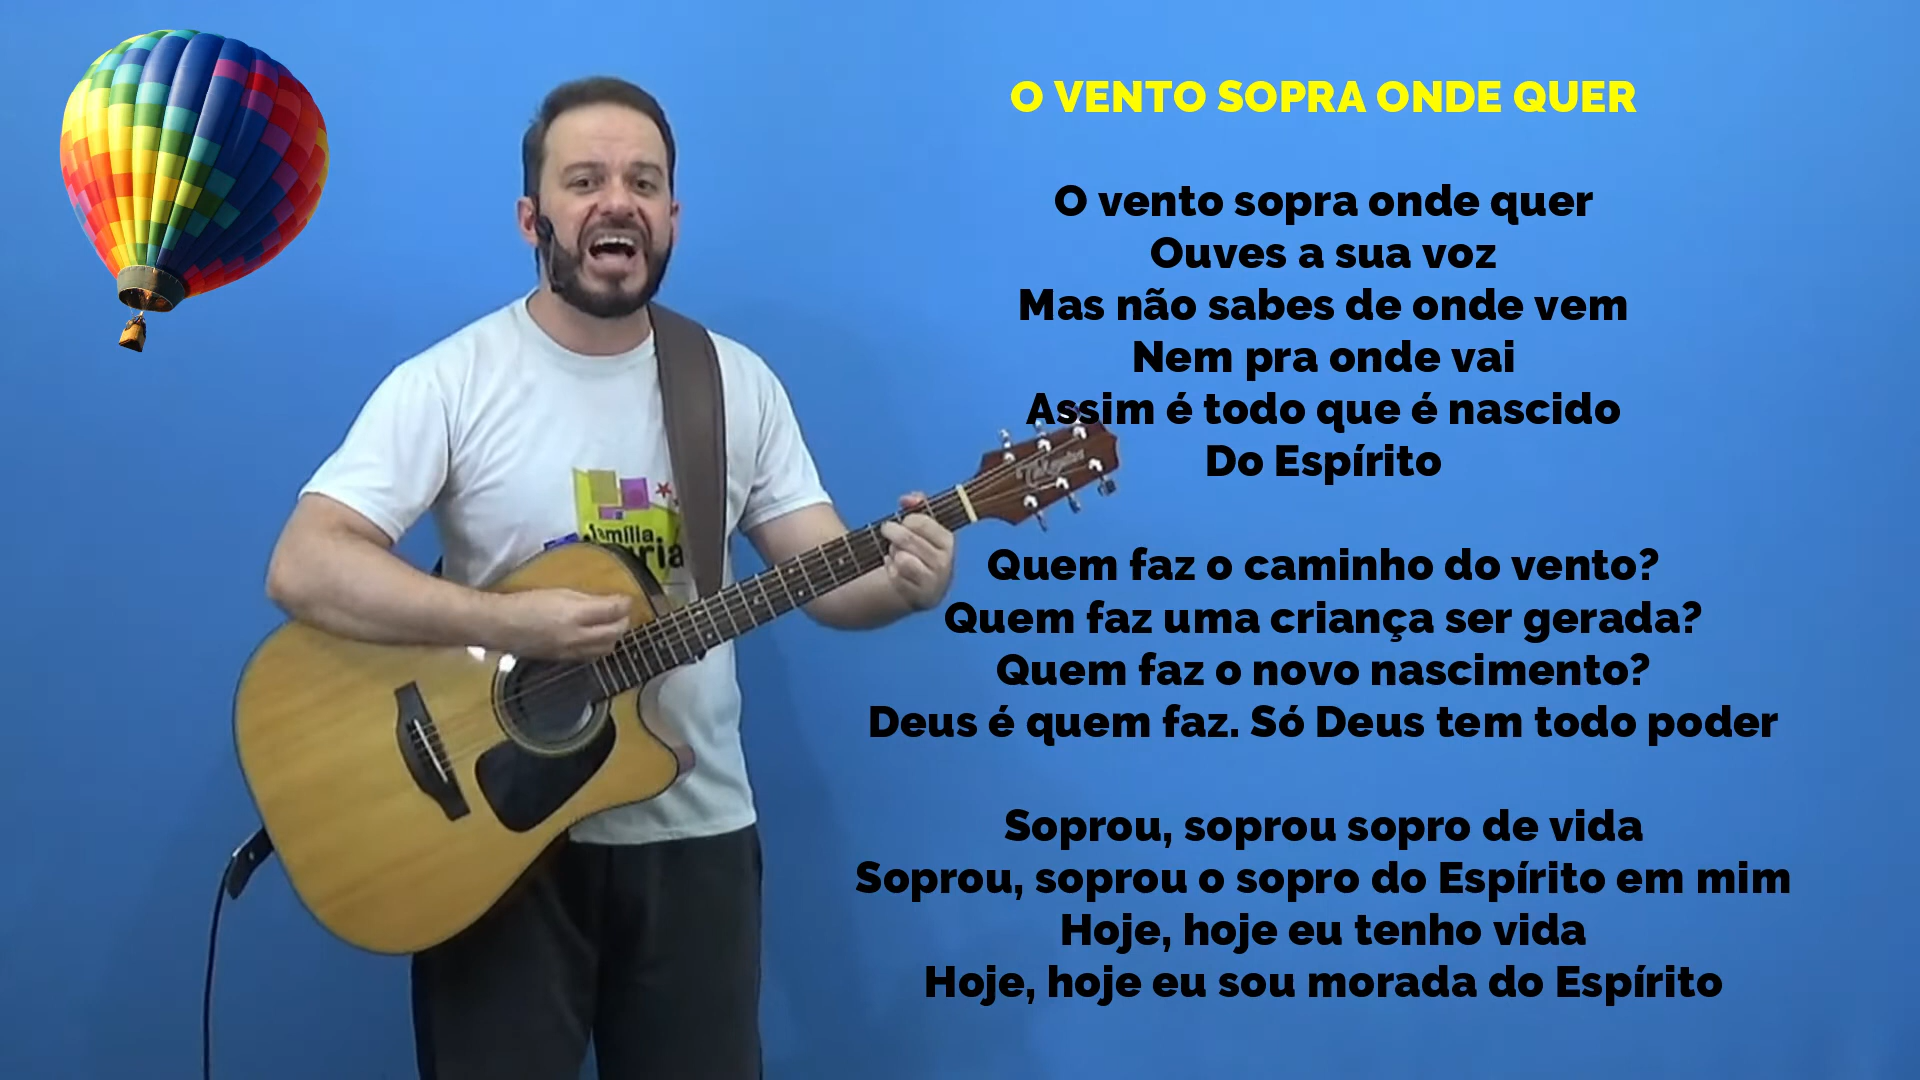 O VENTO SOPRA ONDE QUER
O vento sopra onde quer
Ouves a sua voz
Mas não sabes de onde vem
Nem pra onde vai
Assim é todo que é nascido
Do Espírito
Quem faz o caminho do vento?
Quem faz uma criança ser gerada?
Quem faz o novo nascimento?
Deus é quem faz. Só Deus tem todo poder
Soprou, soprou sopro de vida
Soprou, soprou o sopro do Espírito em mim
Hoje, hoje eu tenho vida
Hoje, hoje eu sou morada do Espírito
família